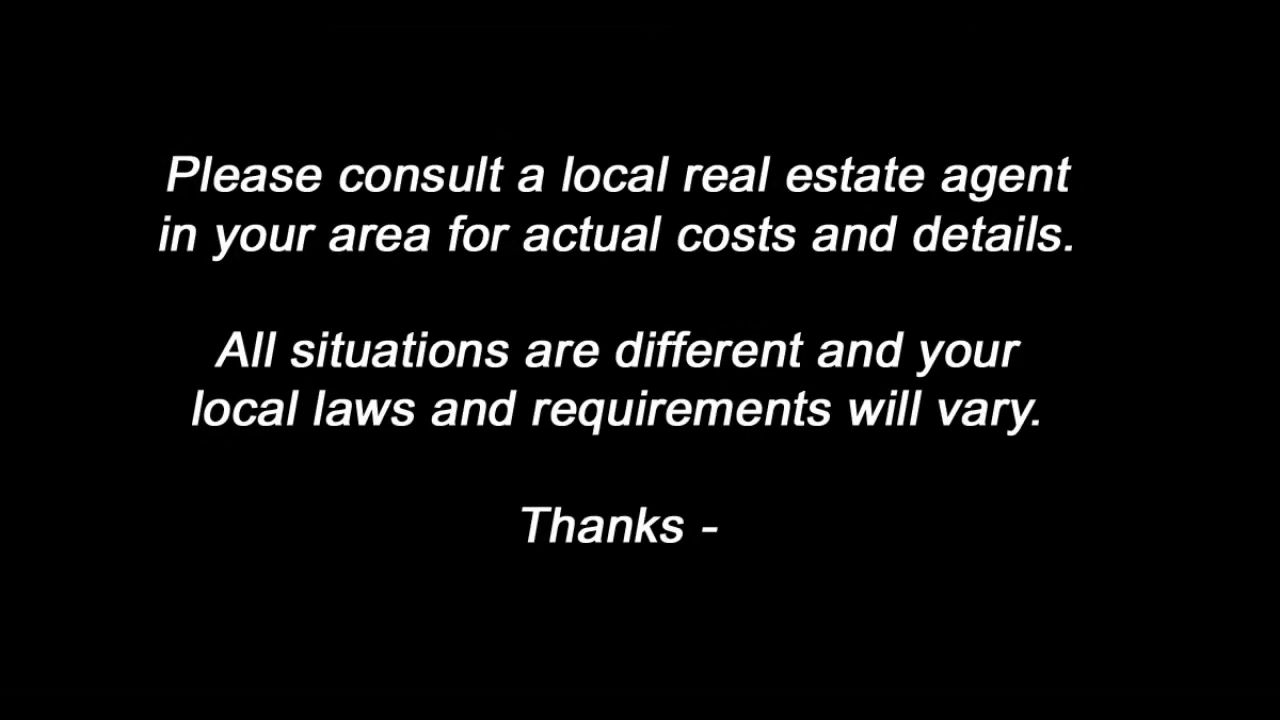 Please consult a local real estate agent
in your area for actual costs and details.
All situations are different and your
local laws and requirements will vary.
Thanks -